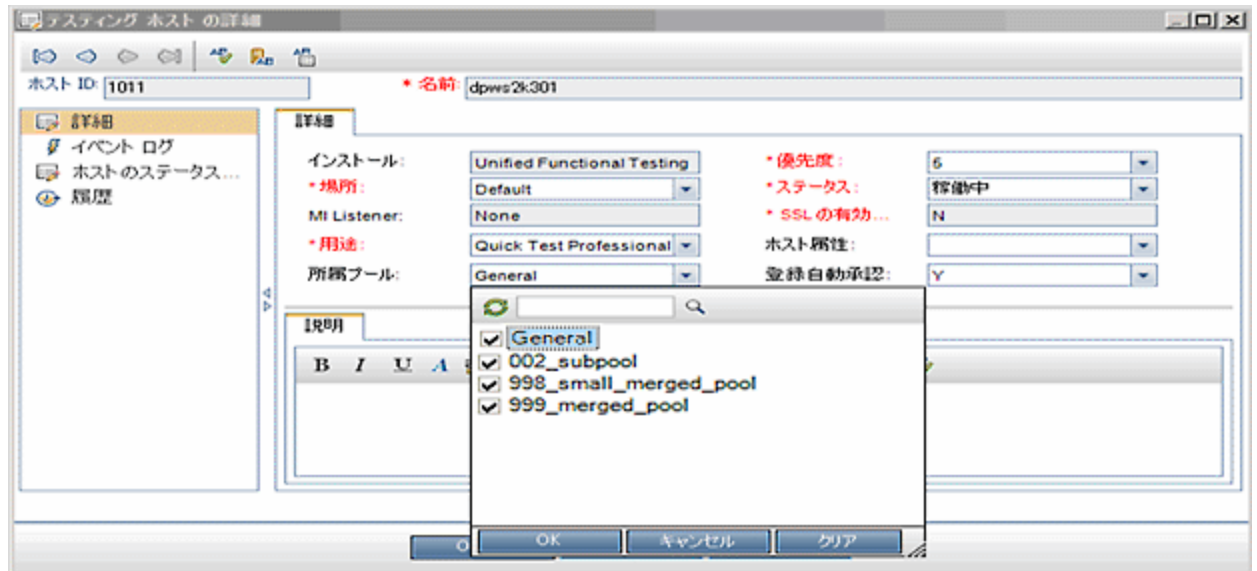 テスティング ホスト の詳細
ホスト ID: 1011 * 名前: dpws2k301
詳細
イベント ログ
ホストのステータス...
履歴
詳細
インストール: Unified Functional Testing * 優先度: 5
* 場所: Default * ステータス: 稼働中
MI Listener: None * SSL の有効... N
* 用途: Quick Test Professional ホスト属性:
所属プール: General 登録自動承認: Y
説明
B I U A
General
002_subpool
998_small_merged_pool
999_merged_pool
OK キャンセル クリア